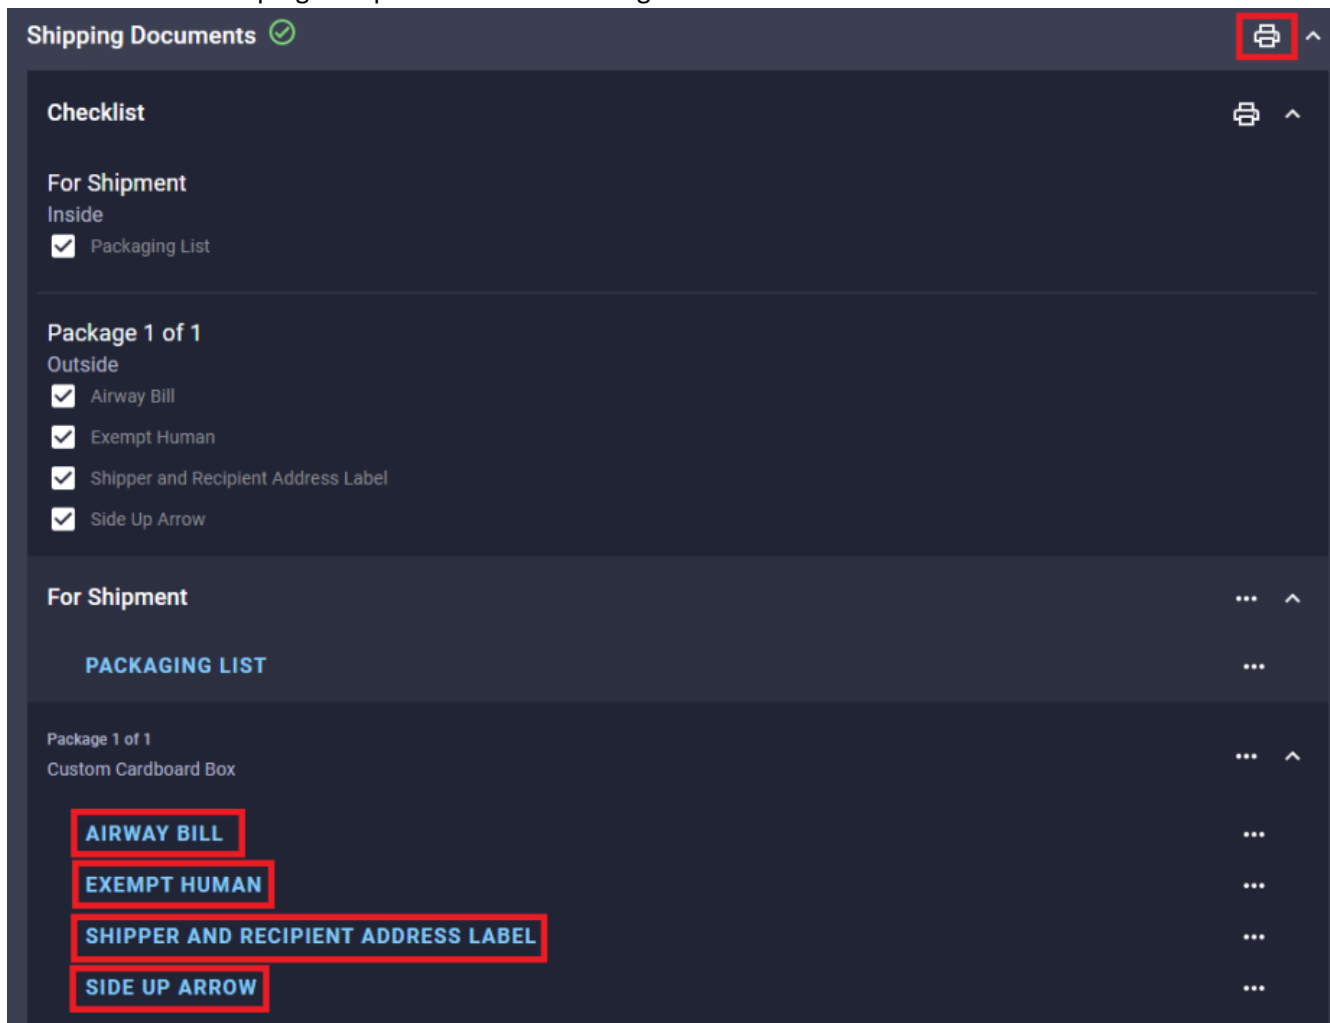 Shipping Documents
Checklist
For Shipment
Inside
Packaging List
Package 1 of 1
Outside
Airway Bill
Exempt Human
Shipper and Recipient Address Label
Side Up Arrow
For Shipment
PACKAGING LIST
Package 1 of 1
Custom Cardboard Box
AIRWAY BILL
EXEMPT HUMAN
SHIPPER AND RECIPIENT ADDRESS LABEL
SIDE UP ARROW